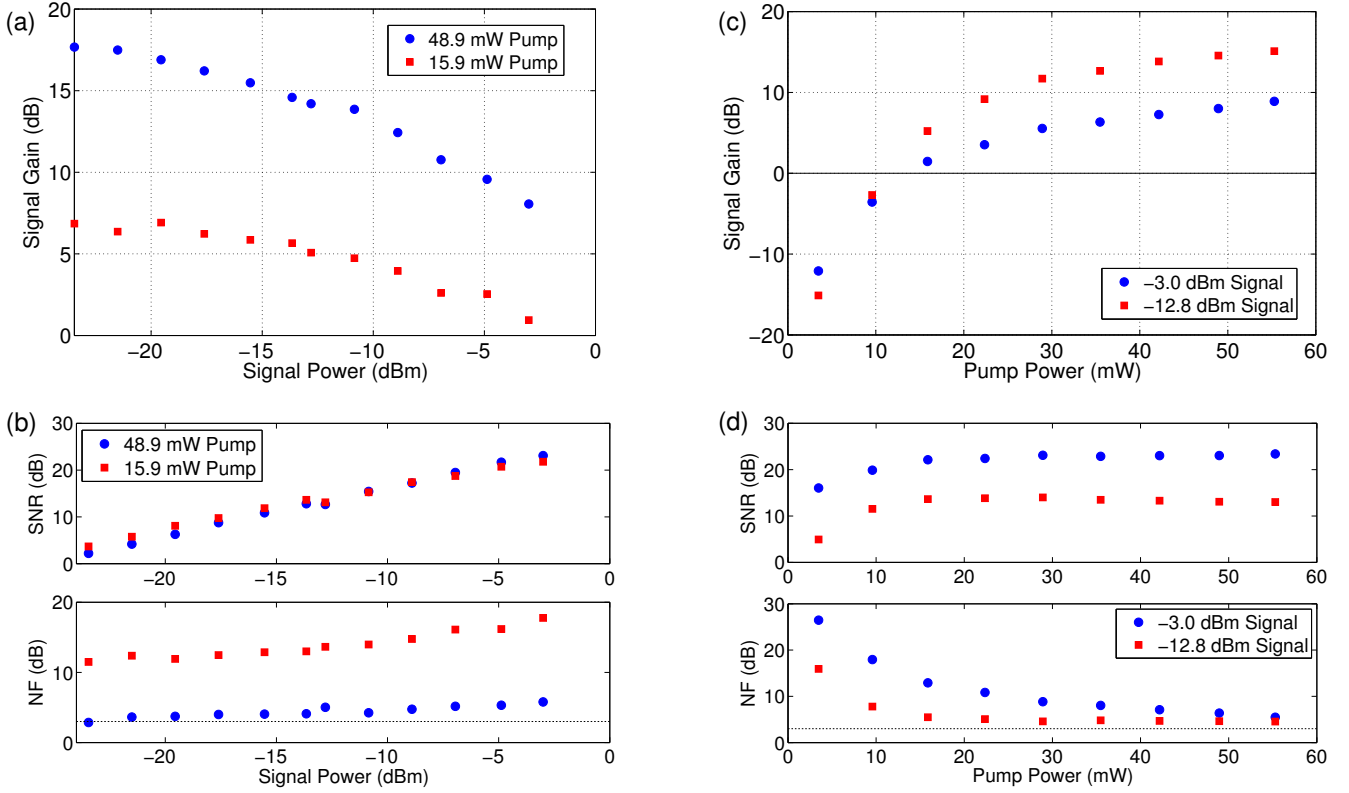 (a)
20
15
10
5
0
Signal Gain (dB)
48.9 mW Pump
15.9 mW Pump
−20 −15 −10 −5 0
Signal Power (dBm)
(c)
20
10
0
−10
−20
Signal Gain (dB)
−3.0 dBm Signal
−12.8 dBm Signal
0 10 20 30 40 50 60
Pump Power (mW)
(b)
30
20
10
0
SNR (dB)
48.9 mW Pump
15.9 mW Pump
−20 −15 −10 −5 0
20
10
0
NF (dB)
−20 −15 −10 −5 0
Signal Power (dBm)
(d)
30
20
10
0
SNR (dB)
0 10 20 30 40 50 60
30
20
10
0
NF (dB)
−3.0 dBm Signal
−12.8 dBm Signal
0 10 20 30 40 50 60
Pump Power (mW)